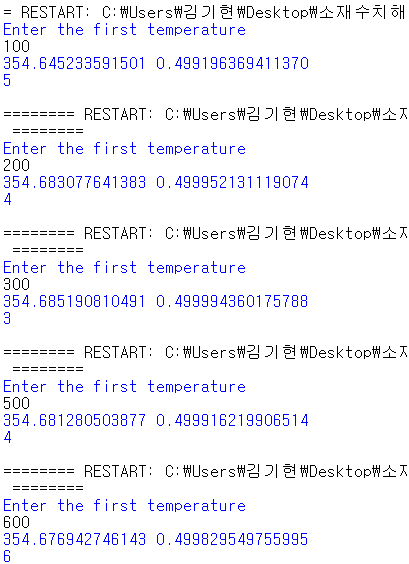 = RESTART: C:₩Users₩김기현₩Desktop₩소재수치해
Enter the first temperature
100
354.645233591501 0.499196369411370
5
======== RESTART: C:₩Users₩김기현₩Desktop₩소재
========
Enter the first temperature
200
354.683077641383 0.499952131119074
4
======== RESTART: C:₩Users₩김기현₩Desktop₩소재
========
Enter the first temperature
300
354.685190810491 0.499994360175788
3
======== RESTART: C:₩Users₩김기현₩Desktop₩소재
========
Enter the first temperature
500
354.681280503877 0.499916219906514
4
======== RESTART: C:₩Users₩김기현₩Desktop₩소재
========
Enter the first temperature
600
354.676942746143 0.499829549755995
6